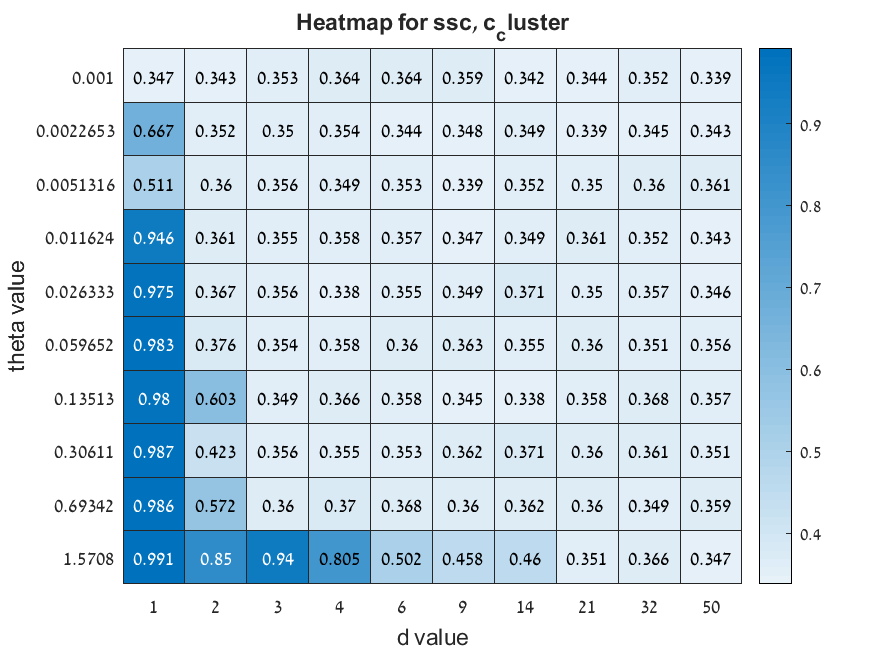 Heatmap for ssc, c_cluster
0.001 0.347 0.343 0.353 0.364 0.364 0.359 0.342 0.344 0.352 0.339
0.0022653 0.667 0.352 0.35 0.354 0.344 0.348 0.349 0.339 0.345 0.343
0.0051316 0.511 0.36 0.356 0.349 0.353 0.339 0.352 0.35 0.36 0.361
0.011624 0.946 0.361 0.355 0.358 0.357 0.347 0.349 0.361 0.352 0.343
0.026333 0.975 0.367 0.356 0.338 0.355 0.349 0.371 0.35 0.357 0.346
0.059652 0.983 0.376 0.354 0.358 0.36 0.363 0.355 0.36 0.351 0.356
0.13513 0.98 0.603 0.349 0.366 0.358 0.345 0.338 0.358 0.368 0.357
0.30611 0.987 0.423 0.356 0.355 0.353 0.362 0.371 0.36 0.361 0.351
0.69342 0.986 0.572 0.36 0.37 0.368 0.36 0.362 0.36 0.349 0.359
1.5708 0.991 0.85 0.94 0.805 0.502 0.458 0.46 0.351 0.366 0.347
1 2 3 4 6 9 14 21 32 50
d value
theta value
0.9
0.8
0.7
0.6
0.5
0.4